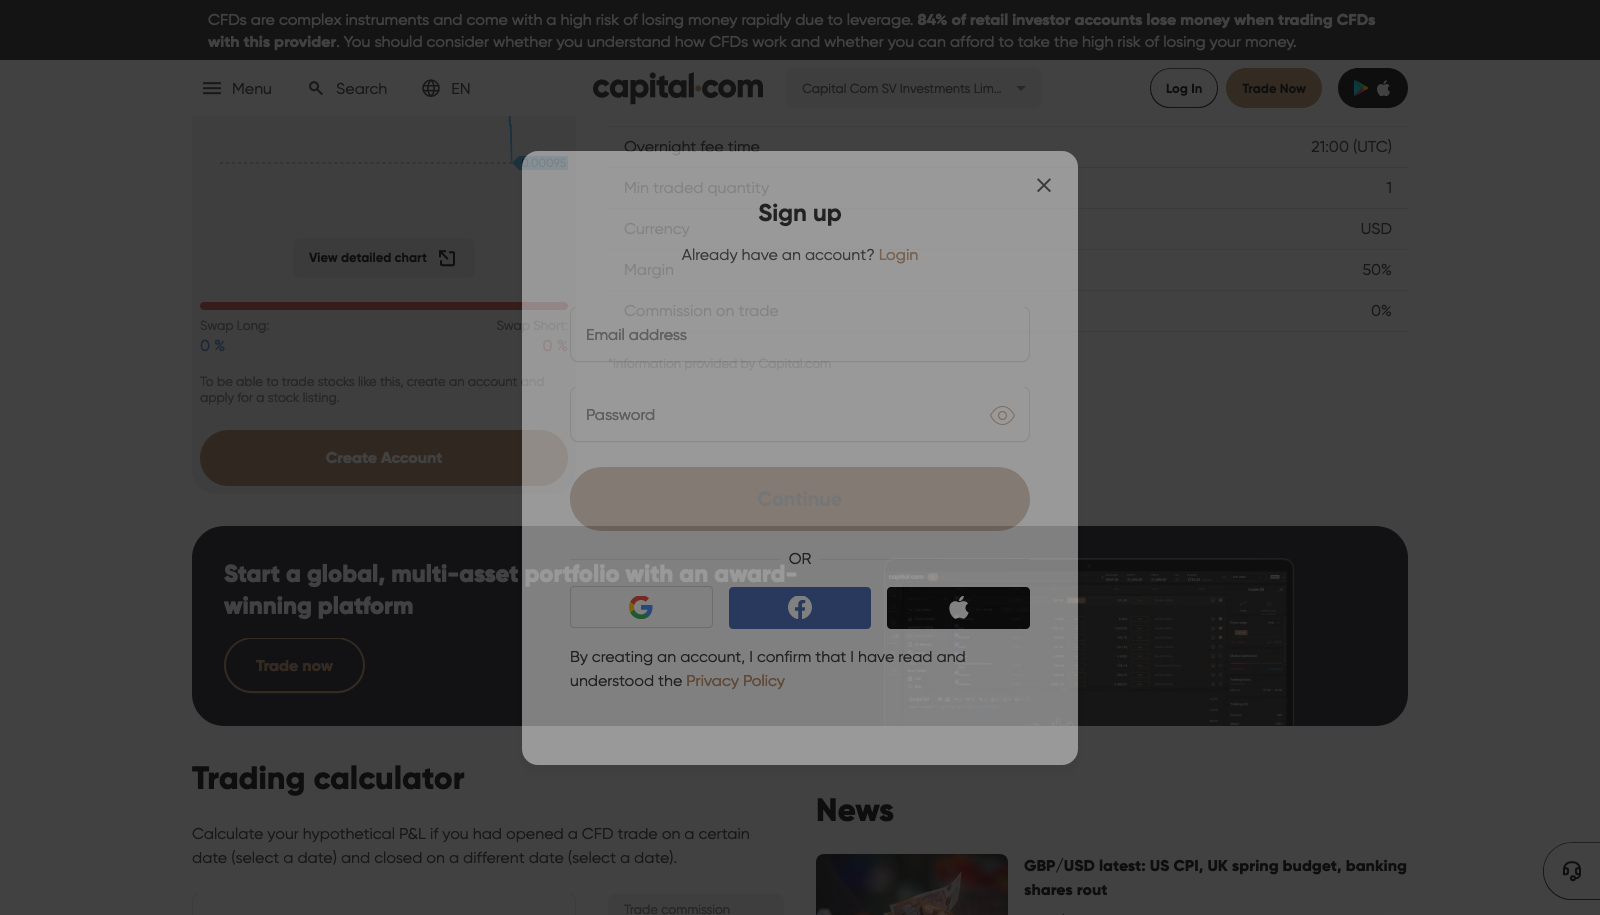 CFDs are complex instruments and come with a high risk of losing money rapidly due to leverage. 84% of retail investor accounts lose money when trading CFDs
with this provider. You should consider whether you understand how CFDs work and whether you can afford to take the high risk of losing your money.
Menu
Search
EN
capital.com
Capital Com SV Investments Lim...
Log In
Trade Now
Overnight fee time
21:00 (UTC)
Min traded quantity
1
Currency
USD
Margin
50%
Commission on trade
0%
*Information provided by Capital.com
0.00095
View detailed chart
Swap Long:
Swap Short:
0 %
0 %
To be able to trade stocks like this, create an account and
apply for a stock listing.
Create Account
Sign up
Already have an account? Login
Email address
Password
Continue
OR
By creating an account, I confirm that I have read and
understood the Privacy Policy
Start a global, multi-asset portfolio with an award-
winning platform
Trade now
capital.com
Trading calculator
Calculate your hypothetical P&L if you had opened a CFD trade on a certain
date (select a date) and closed on a different date (select a date).
Trade commission
News
GBP/USD latest: US CPI, UK spring budget, banking
shares rout